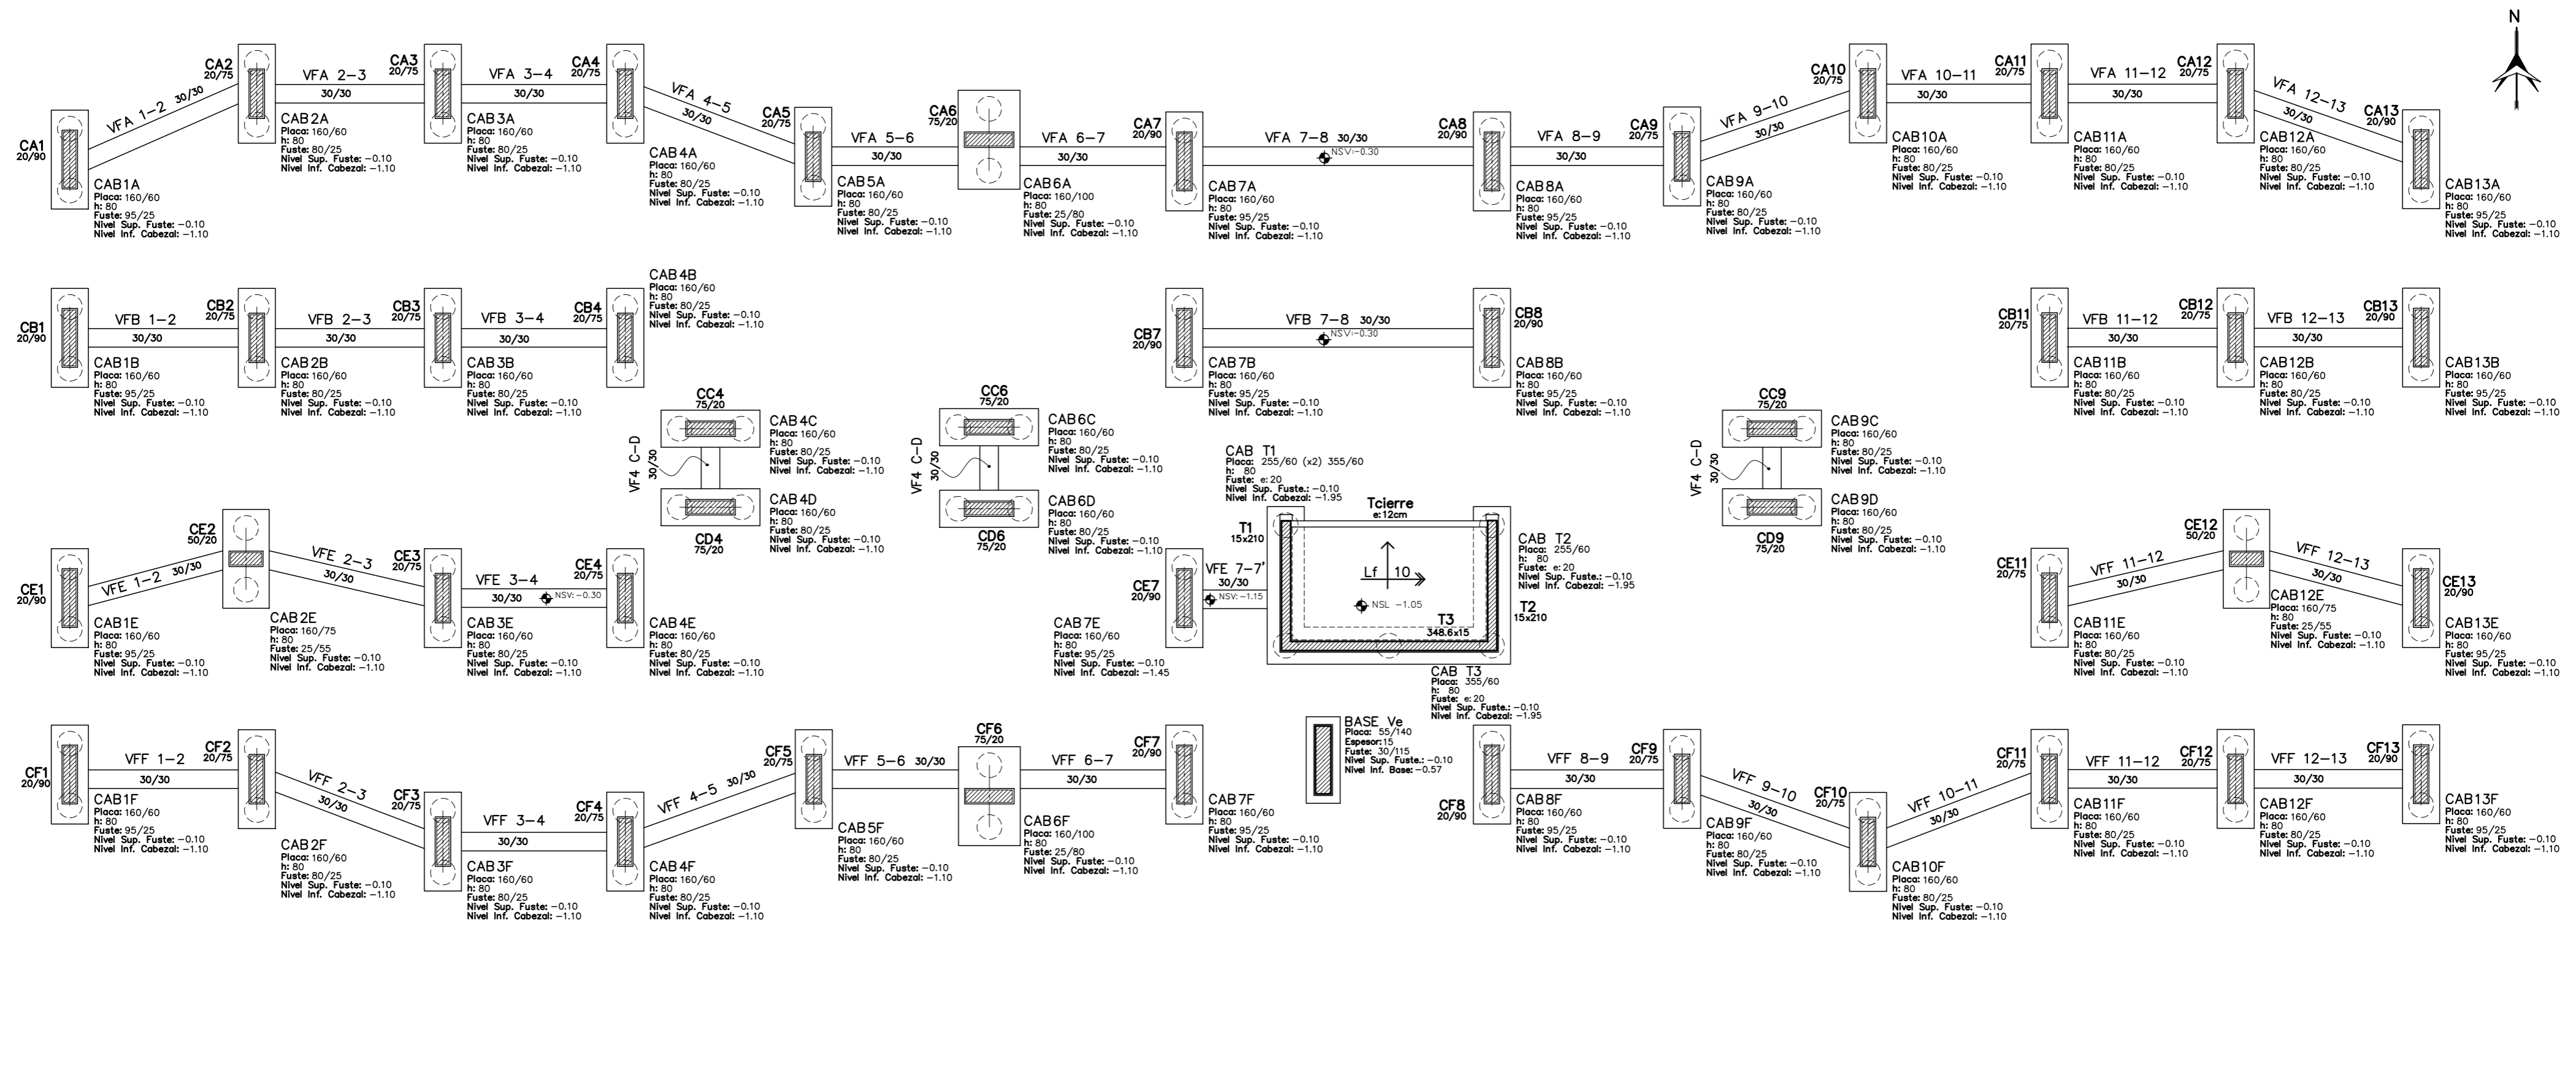 N
CA1
20/90
VFA 1-2 30/30
CAB1A
Placa: 160/60
h: 80
Fuste: 95/25
Nivel Sup. Fuste: -0.10
Nivel Inf. Cabezal: -1.10
CA2
20/75
VFA 2-3
30/30
CAB2A
Placa: 160/60
h: 80
Fuste: 80/25
Nivel Sup. Fuste: -0.10
Nivel Inf. Cabezal: -1.10
CA3
20/75
VFA 3-4
30/30
CAB3A
Placa: 160/60
h: 80
Fuste: 80/25
Nivel Sup. Fuste: -0.10
Nivel Inf. Cabezal: -1.10
CA4
20/75
VFA 4-5
30/30
CAB4A
Placa: 160/60
h: 80
Fuste: 80/25
Nivel Sup. Fuste: -0.10
Nivel Inf. Cabezal: -1.10
CA5
20/75
VFA 5-6
30/30
CAB5A
Placa: 160/60
h: 80
Fuste: 80/25
Nivel Sup. Fuste: -0.10
Nivel Inf. Cabezal: -1.10
CA6
75/20
VFA 6-7
30/30
CAB6A
Placa: 160/100
h: 80
Fuste: 25/80
Nivel Sup. Fuste: -0.10
Nivel Inf. Cabezal: -1.10
CA7
20/90
VFA 7-8 30/30
NSV:-0.30
CAB7A
Placa: 160/60
h: 80
Fuste: 95/25
Nivel Sup. Fuste: -0.10
Nivel Inf. Cabezal: -1.10
CA8
20/90
VFA 8-9
30/30
CAB8A
Placa: 160/60
h: 80
Fuste: 95/25
Nivel Sup. Fuste: -0.10
Nivel Inf. Cabezal: -1.10
CA9
20/75
VFA 9-10
30/30
CAB9A
Placa: 160/60
h: 80
Fuste: 80/25
Nivel Sup. Fuste: -0.10
Nivel Inf. Cabezal: -1.10
CA10
20/75
VFA 10-11
30/30
CAB10A
Placa: 160/60
h: 80
Fuste: 80/25
Nivel Sup. Fuste: -0.10
Nivel Inf. Cabezal: -1.10
CA11
20/75
VFA 11-12
30/30
CAB11A
Placa: 160/60
h: 80
Fuste: 80/25
Nivel Sup. Fuste: -0.10
Nivel Inf. Cabezal: -1.10
CA12
20/75
VFA 12-13
30/30
CAB12A
Placa: 160/60
h: 80
Fuste: 80/25
Nivel Sup. Fuste: -0.10
Nivel Inf. Cabezal: -1.10
CA13
20/90
CAB13A
Placa: 160/60
h: 80
Fuste: 95/25
Nivel Sup. Fuste: -0.10
Nivel Inf. Cabezal: -1.10
CB1
20/90
VFB 1-2
30/30
CAB1B
Placa: 160/60
h: 80
Fuste: 95/25
Nivel Sup. Fuste: -0.10
Nivel Inf. Cabezal: -1.10
CB2
20/75
VFB 2-3
30/30
CAB2B
Placa: 160/60
h: 80
Fuste: 80/25
Nivel Sup. Fuste: -0.10
Nivel Inf. Cabezal: -1.10
CB3
20/75
VFB 3-4
30/30
CAB3B
Placa: 160/60
h: 80
Fuste: 80/25
Nivel Sup. Fuste: -0.10
Nivel Inf. Cabezal: -1.10
CB4
20/75
CAB4B
Placa: 160/60
h: 80
Fuste: 80/25
Nivel Sup. Fuste: -0.10
Nivel Inf. Cabezal: -1.10
CB7
20/90
VFB 7-8 30/30
NSV:-0.30
CAB7B
Placa: 160/60
h: 80
Fuste: 95/25
Nivel Sup. Fuste: -0.10
Nivel Inf. Cabezal: -1.10
CB8
20/90
CAB8B
Placa: 160/60
h: 80
Fuste: 95/25
Nivel Sup. Fuste: -0.10
Nivel Inf. Cabezal: -1.10
CB11
20/75
VFB 11-12
30/30
CAB11B
Placa: 160/60
h: 80
Fuste: 80/25
Nivel Sup. Fuste: -0.10
Nivel Inf. Cabezal: -1.10
CB12
20/75
VFB 12-13
30/30
CAB12B
Placa: 160/60
h: 80
Fuste: 80/25
Nivel Sup. Fuste: -0.10
Nivel Inf. Cabezal: -1.10
CB13
20/90
CAB13B
Placa: 160/60
h: 80
Fuste: 95/25
Nivel Sup. Fuste: -0.10
Nivel Inf. Cabezal: -1.10
CC4
75/20
CAB4C
Placa: 160/60
h: 80
Fuste: 80/25
Nivel Sup. Fuste: -0.10
Nivel Inf. Cabezal: -1.10
VF4 C-D
30/30
CAB4D
Placa: 160/60
h: 80
Fuste: 80/25
Nivel Sup. Fuste: -0.10
Nivel Inf. Cabezal: -1.10
CD4
75/20
CC6
75/20
CAB6C
Placa: 160/60
h: 80
Fuste: 80/25
Nivel Sup. Fuste: -0.10
Nivel Inf. Cabezal: -1.10
VF4 C-D
30/30
CAB6D
Placa: 160/60
h: 80
Fuste: 80/25
Nivel Sup. Fuste: -0.10
Nivel Inf. Cabezal: -1.10
CD6
75/20
CC9
75/20
CAB9C
Placa: 160/60
h: 80
Fuste: 80/25
Nivel Sup. Fuste: -0.10
Nivel Inf. Cabezal: -1.10
VF4 C-D
30/30
CAB9D
Placa: 160/60
h: 80
Fuste: 80/25
Nivel Sup. Fuste: -0.10
Nivel Inf. Cabezal: -1.10
CD9
75/20
CAB T1
Placa: 255/60 (x2) 355/60
h: 80
Fuste: e:20
Nivel Sup. Fuste.: -0.10
Nivel Inf. Cabezal: -1.95
Tcierre
e:12cm
T1
15x210
Lf 10
NSL -1.05
T3
348.6x15
CAB T2
Placa: 255/60
h: 80
Fuste: e:20
Nivel Sup. Fuste.: -0.10
Nivel Inf. Cabezal: -1.95
T2
15x210
CAB T3
Placa: 355/60
h: 80
Fuste: e:20
Nivel Sup. Fuste.: -0.10
Nivel Inf. Cabezal: -1.95
CE1
20/90
VFE 1-2 30/30
CAB1E
Placa: 160/60
h: 80
Fuste: 95/25
Nivel Sup. Fuste: -0.10
Nivel Inf. Cabezal: -1.10
CE2
50/20
VFE 2-3
30/30
CAB2E
Placa: 160/75
h: 80
Fuste: 25/55
Nivel Sup. Fuste: -0.10
Nivel Inf. Cabezal: -1.10
CE3
20/75
VFE 3-4
30/30
NSV: -0.30
CAB3E
Placa: 160/60
h: 80
Fuste: 80/25
Nivel Sup. Fuste: -0.10
Nivel Inf. Cabezal: -1.10
CE4
20/75
CAB4E
Placa: 160/60
h: 80
Fuste: 80/25
Nivel Sup. Fuste: -0.10
Nivel Inf. Cabezal: -1.10
CE7
20/90
VFE 7-7'
30/30
NSV: -1.15
CAB7E
Placa: 160/60
h: 80
Fuste: 95/25
Nivel Sup. Fuste: -0.10
Nivel Inf. Cabezal: -1.45
CE11
20/75
VFF 11-12
30/30
CAB11E
Placa: 160/60
h: 80
Fuste: 80/25
Nivel Sup. Fuste: -0.10
Nivel Inf. Cabezal: -1.10
CE12
50/20
VFF 12-13
30/30
CAB12E
Placa: 160/75
h: 80
Fuste: 25/55
Nivel Sup. Fuste: -0.10
Nivel Inf. Cabezal: -1.10
CE13
20/90
CAB13E
Placa: 160/60
h: 80
Fuste: 95/25
Nivel Sup. Fuste: -0.10
Nivel Inf. Cabezal: -1.10
CF1
20/90
VFF 1-2
30/30
CAB1F
Placa: 160/60
h: 80
Fuste: 95/25
Nivel Sup. Fuste: -0.10
Nivel Inf. Cabezal: -1.10
CF2
20/75
VFF 2-3
30/30
CAB2F
Placa: 160/60
h: 80
Fuste: 80/25
Nivel Sup. Fuste: -0.10
Nivel Inf. Cabezal: -1.10
CF3
20/75
VFF 3-4
30/30
CAB3F
Placa: 160/60
h: 80
Fuste: 80/25
Nivel Sup. Fuste: -0.10
Nivel Inf. Cabezal: -1.10
CF4
20/75
VFF 4-5 30/30
CAB4F
Placa: 160/60
h: 80
Fuste: 80/25
Nivel Sup. Fuste: -0.10
Nivel Inf. Cabezal: -1.10
CF5
20/75
VFF 5-6 30/30
CAB5F
Placa: 160/60
h: 80
Fuste: 80/25
Nivel Sup. Fuste: -0.10
Nivel Inf. Cabezal: -1.10
CF6
75/20
VFF 6-7
30/30
CAB6F
Placa: 160/100
h: 80
Fuste: 25/80
Nivel Sup. Fuste: -0.10
Nivel Inf. Cabezal: -1.10
CF7
20/90
CAB7F
Placa: 160/60
h: 80
Fuste: 95/25
Nivel Sup. Fuste: -0.10
Nivel Inf. Cabezal: -1.10
BASE Ve
Placa: 55/140
Espesor: 15
Fuste: 30/115
Nivel Sup. Fuste.: -0.10
Nivel Inf. Base: -0.57
CF8
20/90
VFF 8-9
30/30
CAB8F
Placa: 160/60
h: 80
Fuste: 95/25
Nivel Sup. Fuste: -0.10
Nivel Inf. Cabezal: -1.10
CF9
20/75
VFF 9-10
30/30
CAB9F
Placa: 160/60
h: 80
Fuste: 80/25
Nivel Sup. Fuste: -0.10
Nivel Inf. Cabezal: -1.10
CF10
20/75
VFF 10-11
30/30
CAB10F
Placa: 160/60
h: 80
Fuste: 80/25
Nivel Sup. Fuste: -0.10
Nivel Inf. Cabezal: -1.10
CF11
20/75
VFF 11-12
30/30
CAB11F
Placa: 160/60
h: 80
Fuste: 80/25
Nivel Sup. Fuste: -0.10
Nivel Inf. Cabezal: -1.10
CF12
20/75
VFF 12-13
30/30
CAB12F
Placa: 160/60
h: 80
Fuste: 80/25
Nivel Sup. Fuste: -0.10
Nivel Inf. Cabezal: -1.10
CF13
20/90
CAB13F
Placa: 160/60
h: 80
Fuste: 95/25
Nivel Sup. Fuste: -0.10
Nivel Inf. Cabezal: -1.10